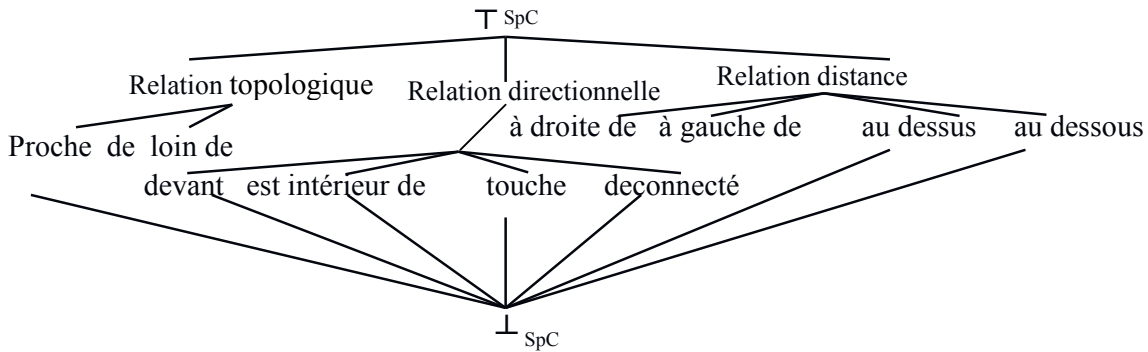 ⊤ SpC
Relation topologique Relation directionnelle Relation distance
Proche de loin de à droite de à gauche de au dessus au dessous
devant est intérieur de touche deconnecté
⊥ SpC